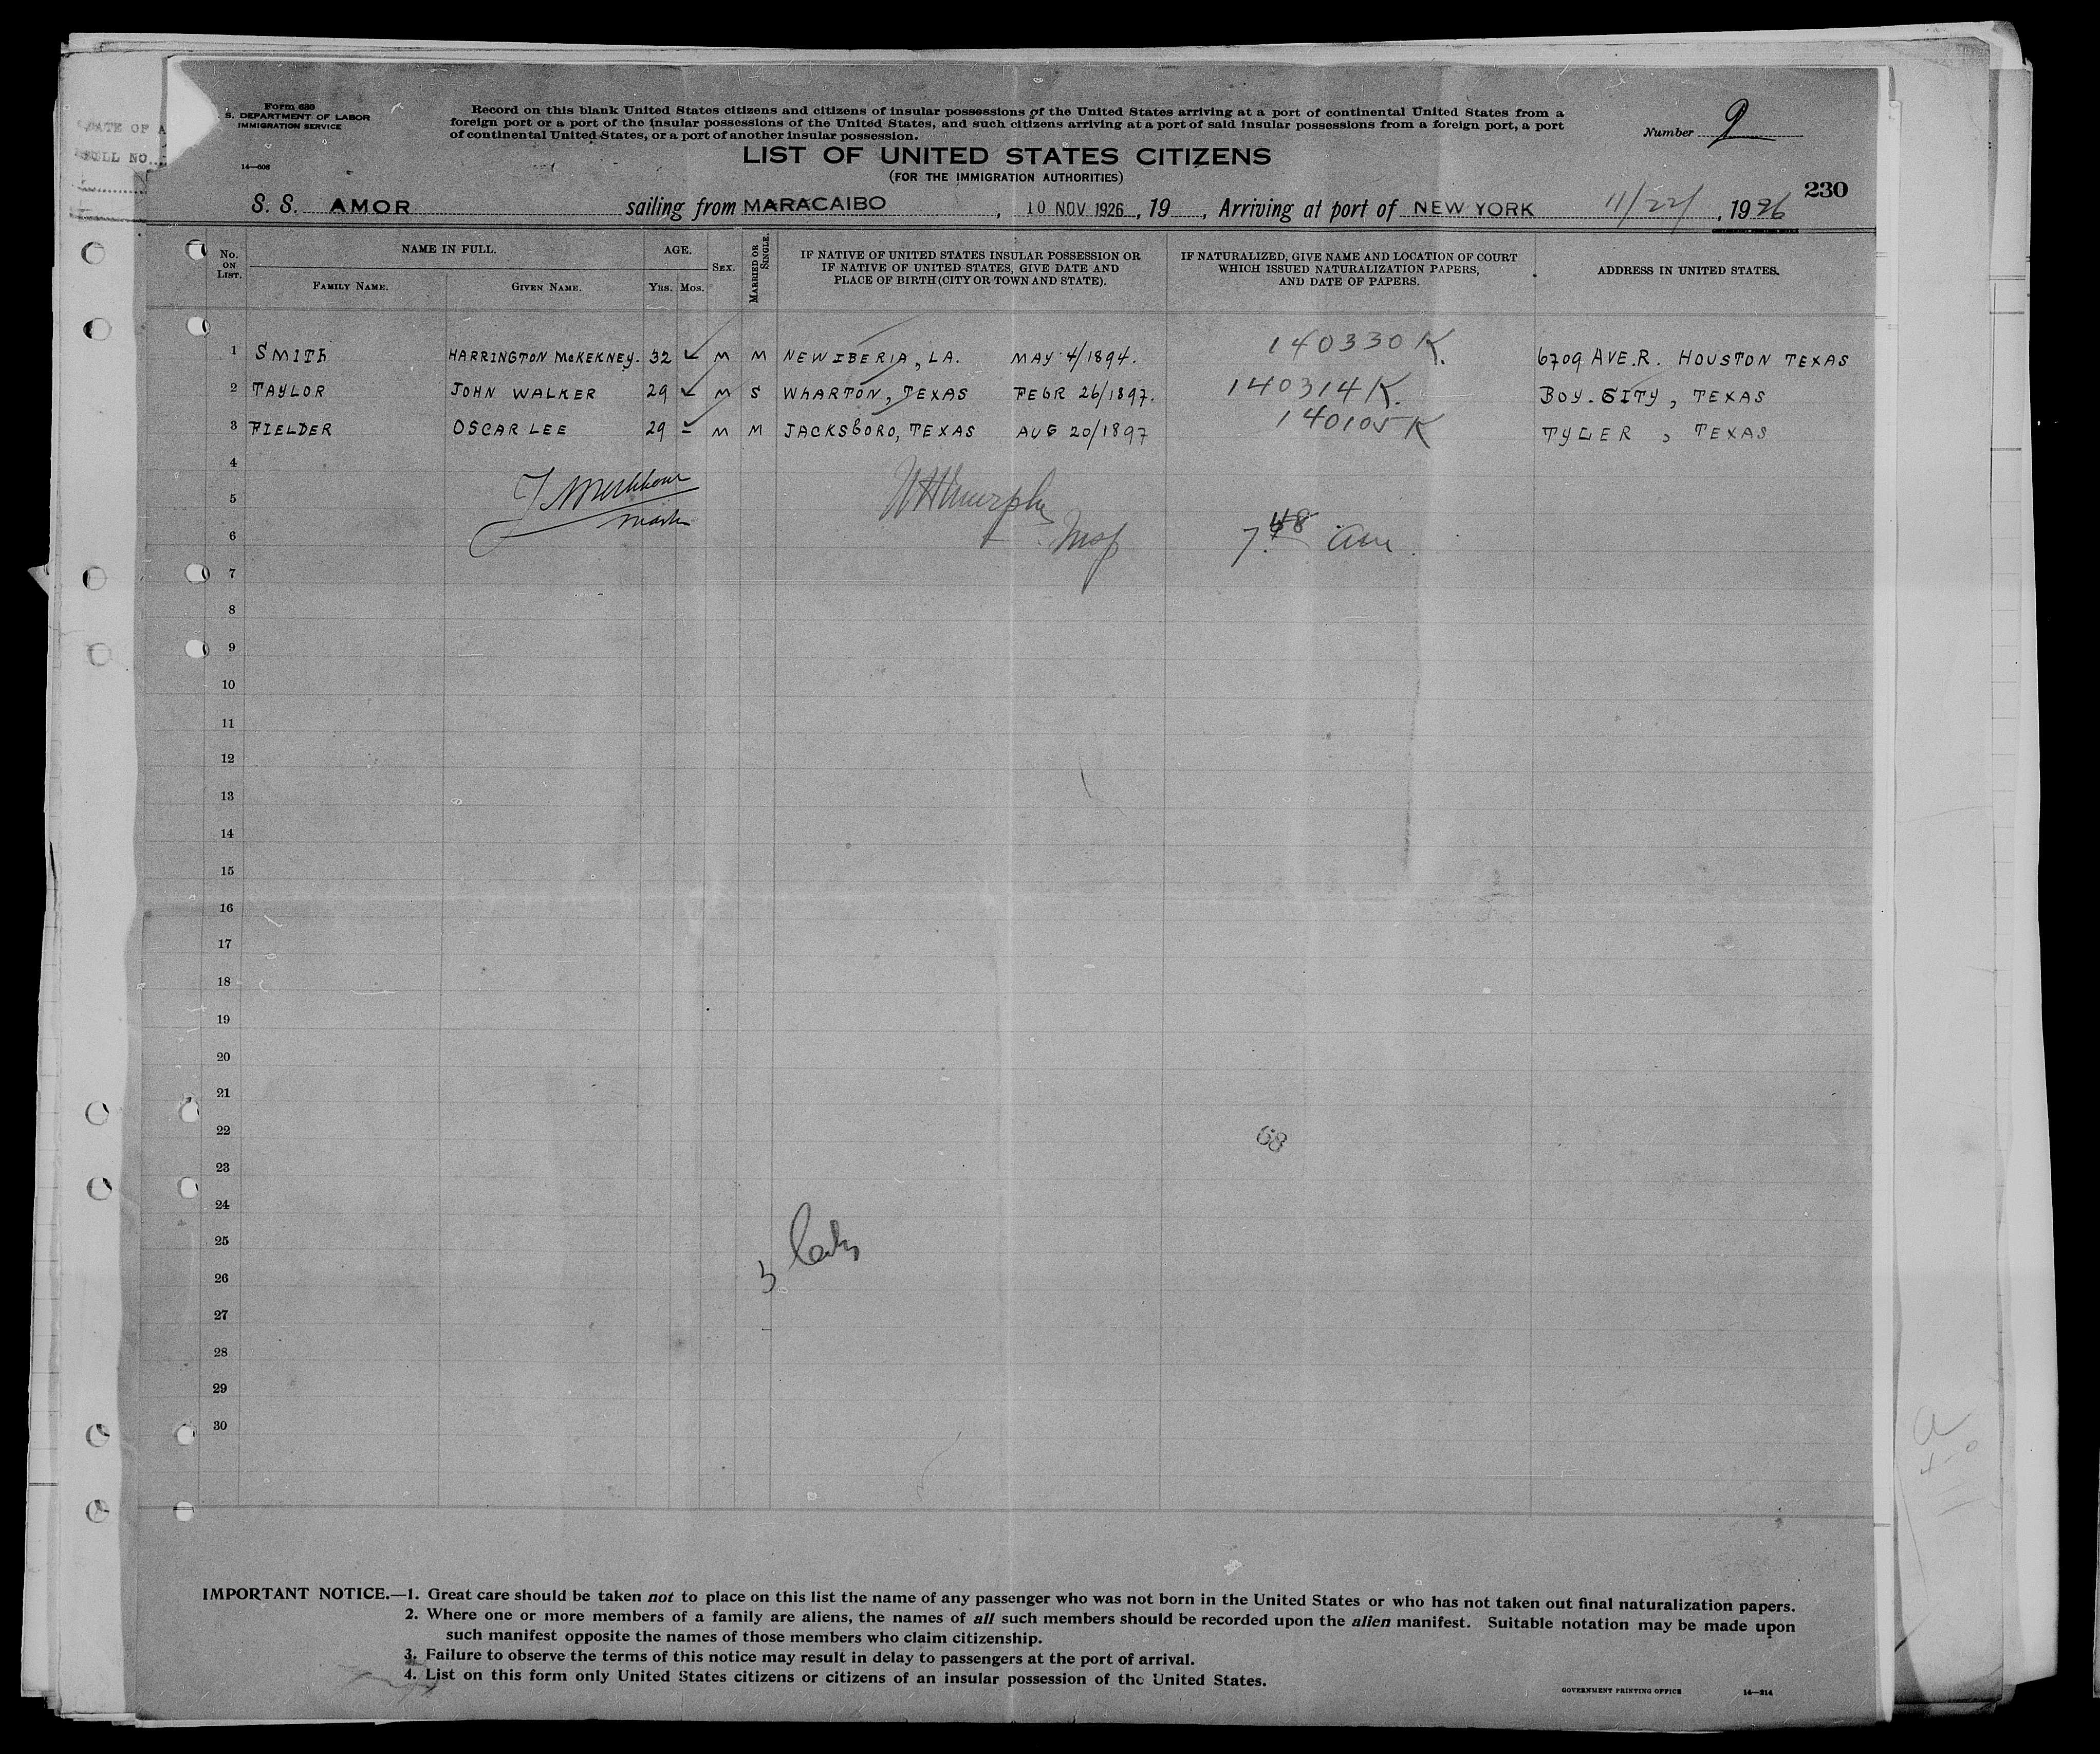 Form 680
S. DEPARTMENT OF LABOR
IMMIGRATION SERVICE
14—608
Record on this blank United States citizens and citizens of insular possessions of the United States arriving at a port of continental United States from a
foreign port or a port of the insular possessions of the United States, and such citizens arriving at a port of said insular possessions from a foreign port, a port
of continental United States, or a port of another insular possession.
Number 9
LIST OF UNITED STATES CITIZENS
(FOR THE IMMIGRATION AUTHORITIES)
230
S. S. AMOR sailing from MARACAIBO, 10 NOV 1926, 19 , Arriving at port of NEW YORK 11/22/, 1926
No. ON LIST.
NAME IN FULL.
FAMILY NAME.
GIVEN NAME.
AGE.
YRS. MOS.
SEX.
MARRIED OR SINGLE.
IF NATIVE OF UNITED STATES INSULAR POSSESSION OR
IF NATIVE OF UNITED STATES, GIVE DATE AND
PLACE OF BIRTH (CITY OR TOWN AND STATE).
IF NATURALIZED, GIVE NAME AND LOCATION OF COURT
WHICH ISSUED NATURALIZATION PAPERS,
AND DATE OF PAPERS.
ADDRESS IN UNITED STATES.
1 SMITH HARRINGTON McKEKNEY. 32 M M NEW IBERIA, LA. MAY 4/1894. 140330 K. 6709 AVE.R. HOUSTON TEXAS
2 TAYLOR JOHN WALKER 29 M S WHARTON, TEXAS FEBR 26/1897. 140314 K. BOY-CITY, TEXAS
3 FIELDER OSCAR LEE 29 - M M JACKSBORO, TEXAS AUG 20/1897 140105 K TYLER, TEXAS
4
5
6 Insp 7.48 am
7
8
9
10
11
12
13
14
15
16
17
18
19
20
21
22 68
23
24
25
26 3
27
28
29
30
IMPORTANT NOTICE.—1. Great care should be taken not to place on this list the name of any passenger who was not born in the United States or who has not taken out final naturalization papers.
2. Where one or more members of a family are aliens, the names of all such members should be recorded upon the alien manifest. Suitable notation may be made upon
such manifest opposite the names of those members who claim citizenship.
3. Failure to observe the terms of this notice may result in delay to passengers at the port of arrival.
4. List on this form only United States citizens or citizens of an insular possession of the United States.
GOVERNMENT PRINTING OFFICE 14—214